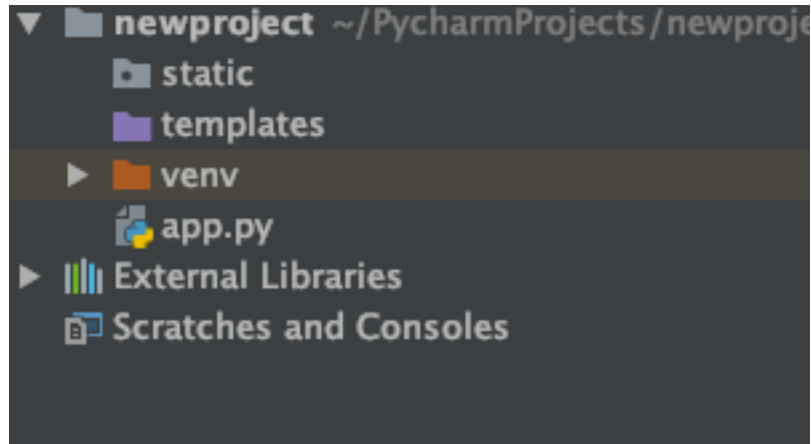 newproject ~/PycharmProjects/newproje
static
templates
venv
app.py
External Libraries
Scratches and Consoles